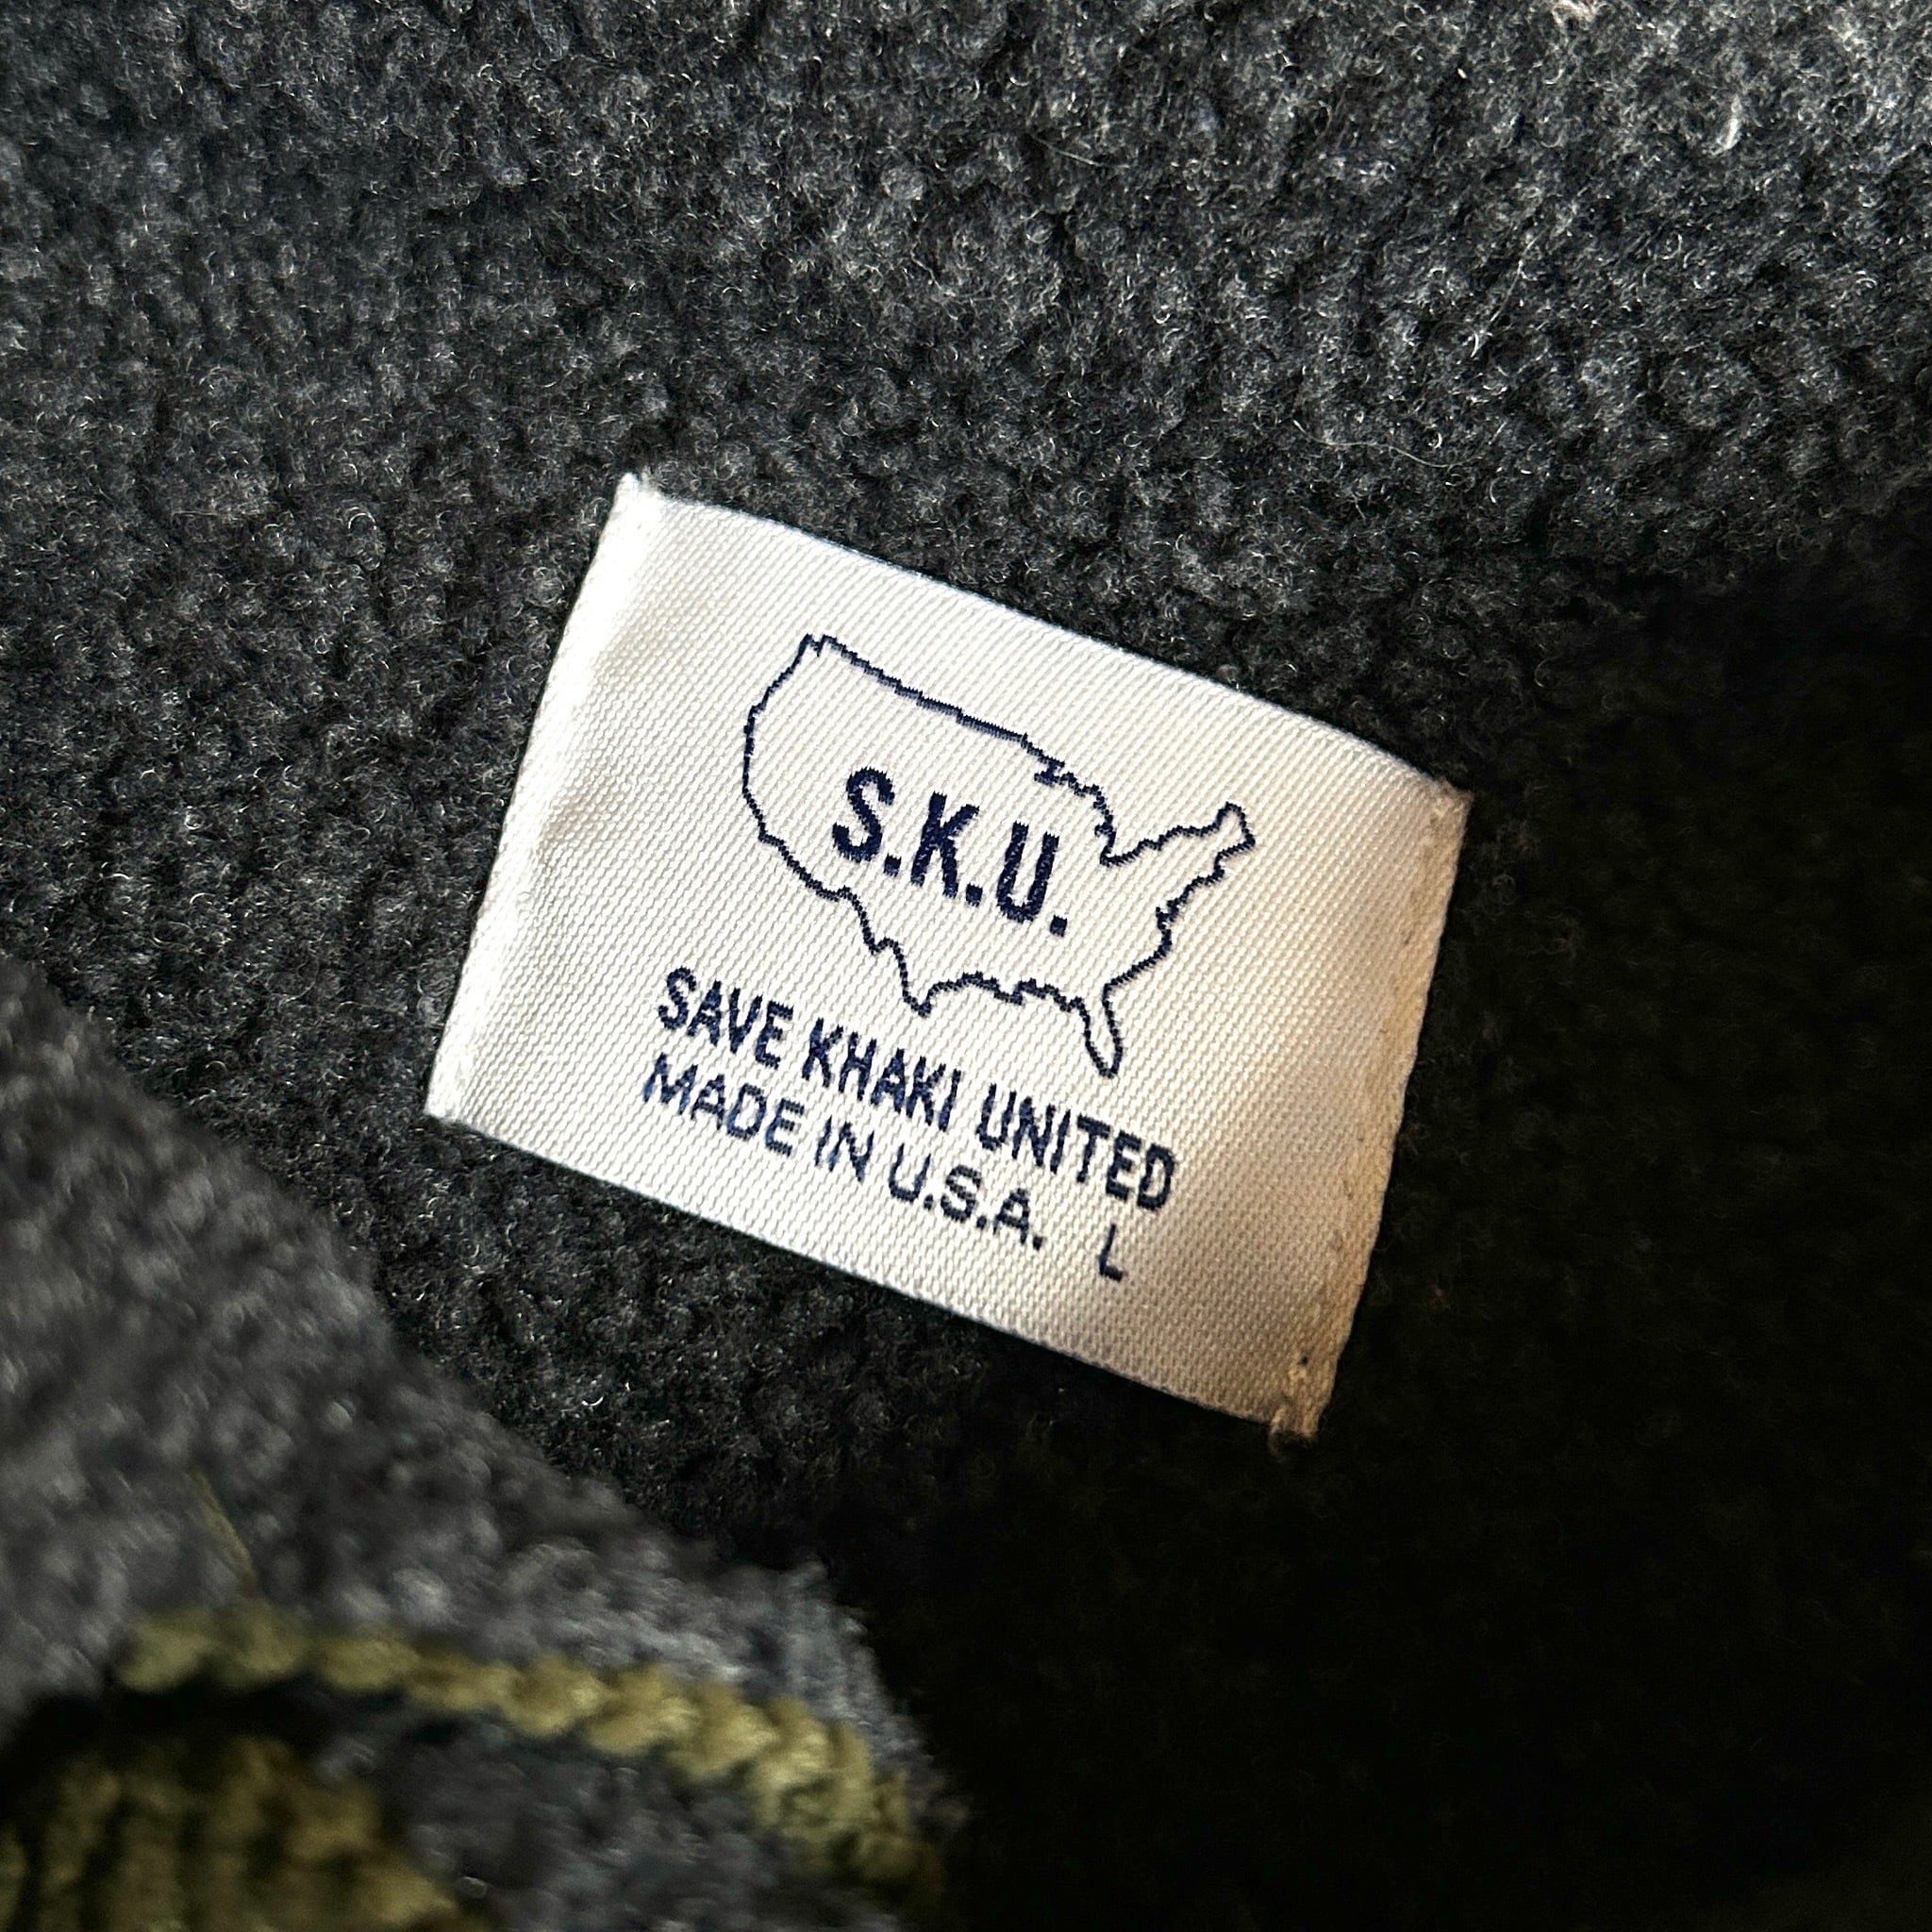 S.K.U.
SAVE KHAKI UNITED
MADE IN U.S.A. L